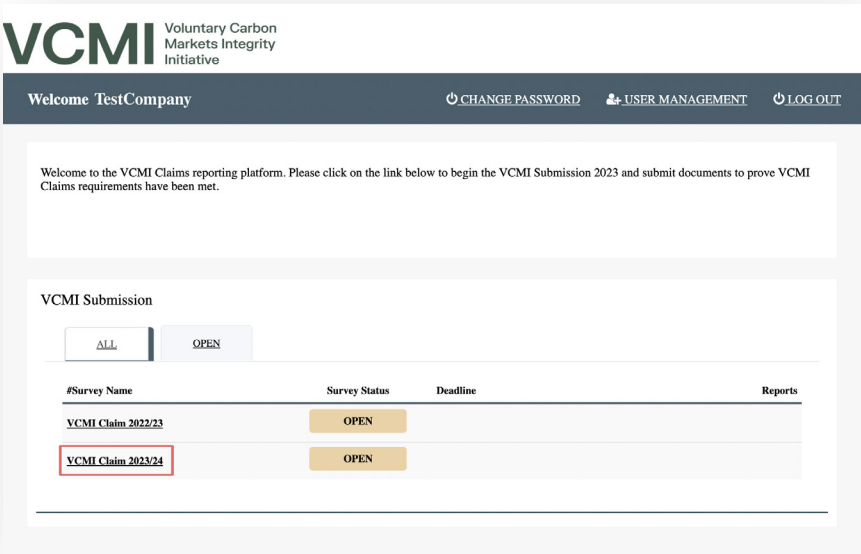 VCMI
Voluntary Carbon
Markets Integrity
Initiative
Welcome TestCompany
CHANGE PASSWORD
USER MANAGEMENT
LOG OUT
Welcome to the VCMI Claims reporting platform. Please click on the link below to begin the VCMI Submission 2023 and submit documents to prove VCMI
Claims requirements have been met.
VCMI Submission
ALL
OPEN
#Survey Name Survey Status Deadline Reports
VCMI Claim 2022/23 OPEN
VCMI Claim 2023/24 OPEN